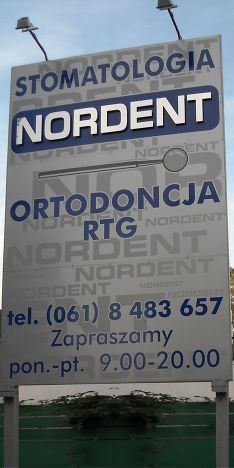 STOMATOLOGIA
NORDENT
ORTODONCJA
RTG
tel. (061) 8 483 657
Zapraszamy
pon.-pt. 9.00-20.00